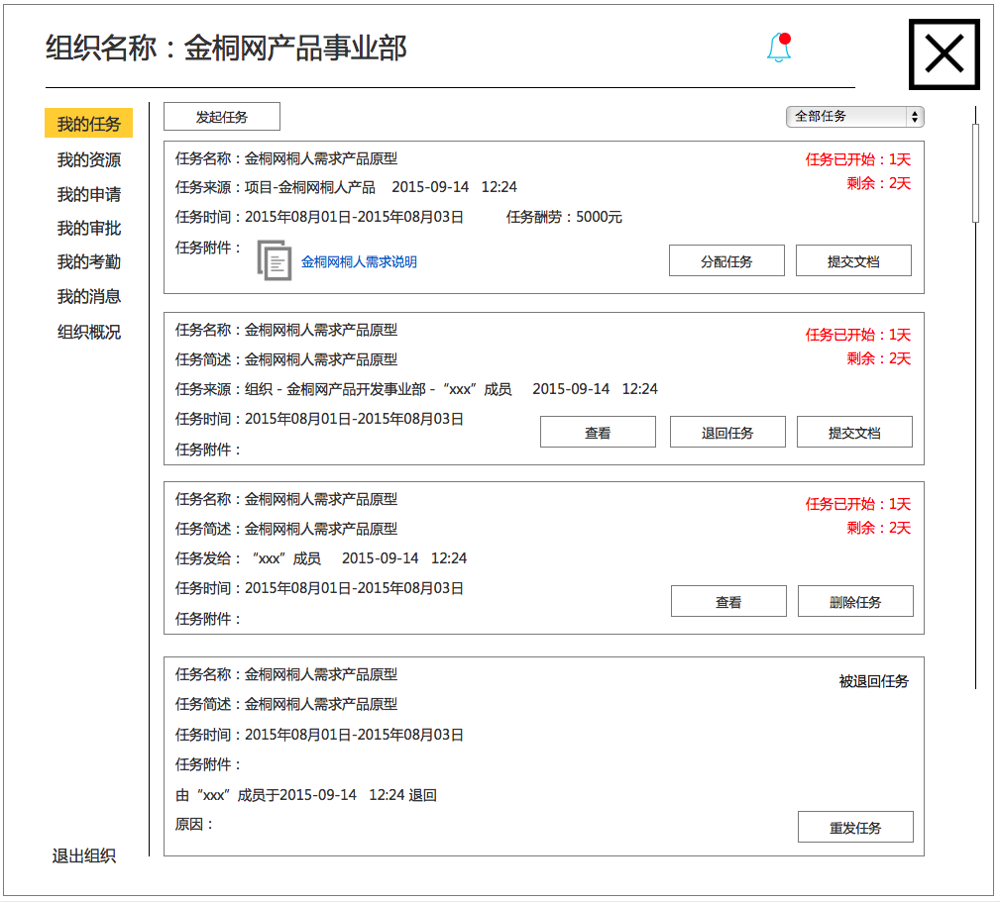 组织名称：金桐网产品事业部
我的任务
我的资源
我的申请
我的审批
我的考勤
我的消息
组织概况
退出组织
发起任务
全部任务
任务名称：金桐网桐人需求产品原型
任务已开始：1天
任务来源：项目-金桐网桐人产品 2015-09-14 12:24
剩余：2天
任务时间：2015年08月01日-2015年08月03日 任务酬劳：5000元
任务附件：
金桐网桐人需求说明
分配任务
提交文档
任务名称：金桐网桐人需求产品原型
任务已开始：1天
任务简述：金桐网桐人需求产品原型
剩余：2天
任务来源：组织 - 金桐网产品开发事业部 -“xxx”成员 2015-09-14 12:24
任务时间：2015年08月01日-2015年08月03日
任务附件：
查看
退回任务
提交文档
任务名称：金桐网桐人需求产品原型
任务已开始：1天
任务简述：金桐网桐人需求产品原型
剩余：2天
任务发给：“xxx”成员 2015-09-14 12:24
任务时间：2015年08月01日-2015年08月03日
任务附件：
查看
删除任务
任务名称：金桐网桐人需求产品原型
被退回任务
任务简述：金桐网桐人需求产品原型
任务时间：2015年08月01日-2015年08月03日
任务附件：
由“xxx”成员于2015-09-14 12:24 退回
原因：
重发任务